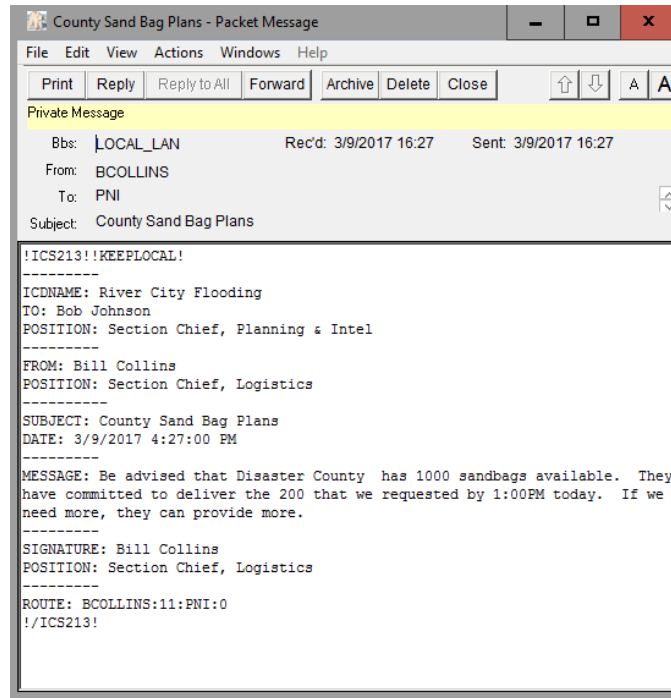 County Sand Bag Plans - Packet Message
File Edit View Actions Windows Help
Print Reply Reply to All Forward Archive Delete Close A A
Private Message
Bbs: LOCAL_LAN Rec'd: 3/9/2017 16:27 Sent: 3/9/2017 16:27
From: BCOLLINS
To: PNI
Subject: County Sand Bag Plans
!ICS213!!KEEPLOCAL!
---------
ICDNAME: River City Flooding
TO: Bob Johnson
POSITION: Section Chief, Planning & Intel
---------
FROM: Bill Collins
POSITION: Section Chief, Logistics
----------
SUBJECT: County Sand Bag Plans
DATE: 3/9/2017 4:27:00 PM
---------
MESSAGE: Be advised that Disaster County  has 1000 sandbags available.  They
have committed to deliver the 200 that we requested by 1:00PM today.  If we
need more, they can provide more.
---------
SIGNATURE: Bill Collins
POSITION: Section Chief, Logistics
---------
ROUTE: BCOLLINS:11:PNI:0
!/ICS213!